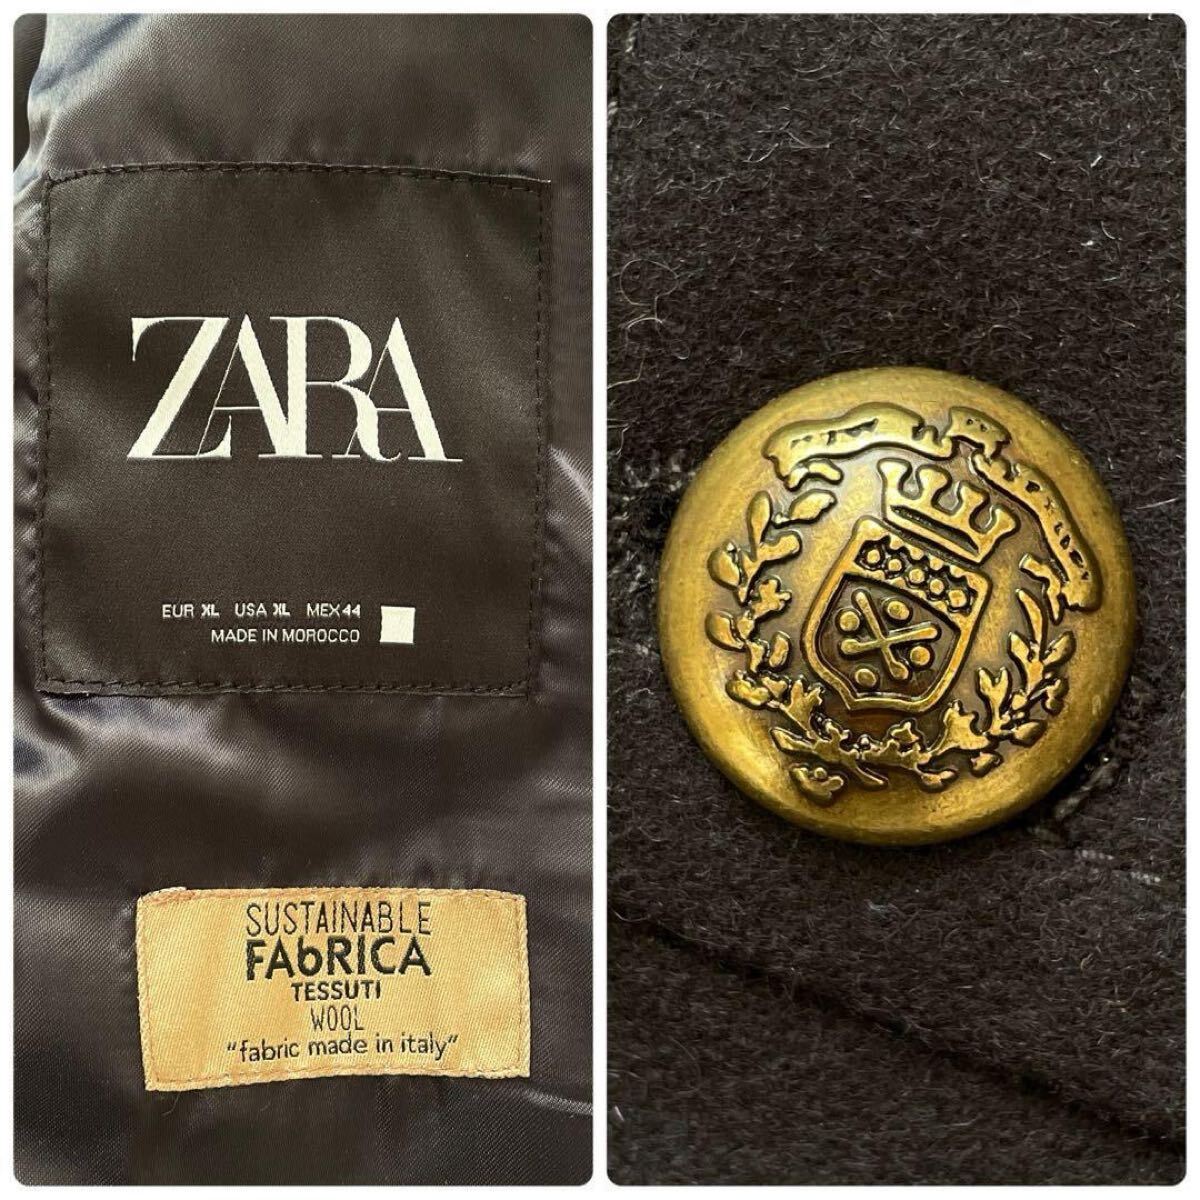 ZARA
EUR XL USA XL MEX 44
MADE IN MOROCCO
SUSTAINABLE
FAbRICA
TESSUTI
WOOL
"fabric made in italy"